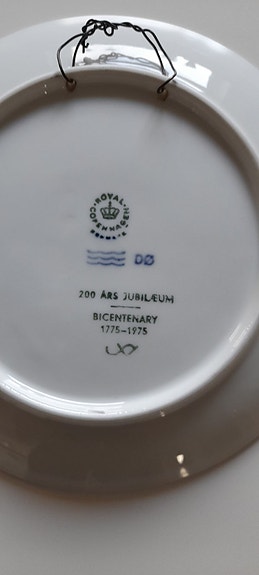 ROYAL
COPENHAGEN
DENMARK
DØ
200 ÅRS JUBILÆUM
BICENTENARY
1775-1975